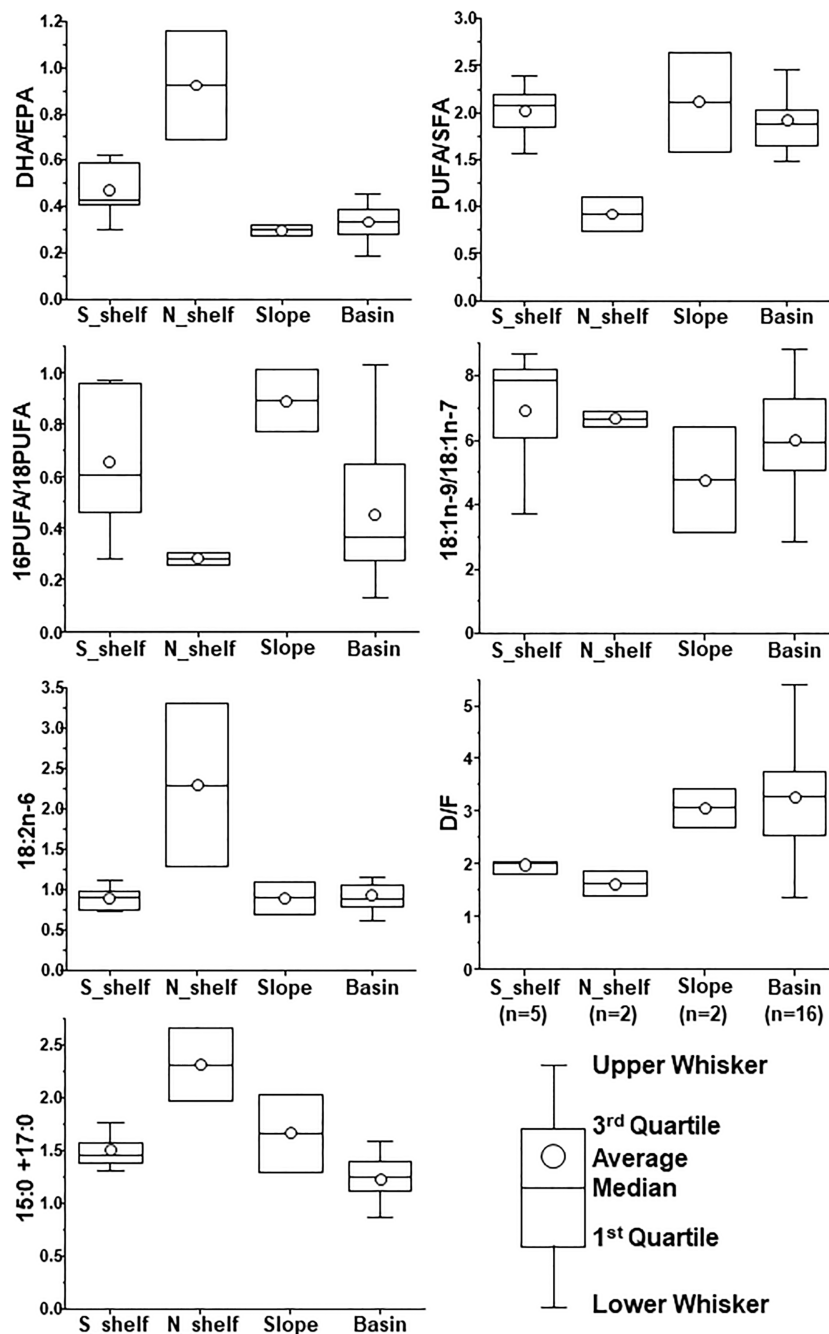 DHA/EPA
1.2
1.0
0.8
0.6
0.4
0.2
0.0
S_shelf N_shelf Slope Basin
PUFA/SFA
3.0
2.5
2.0
1.5
1.0
0.5
0.0
S_shelf N_shelf Slope Basin
16PUFA/18PUFA
1.0
0.8
0.6
0.4
0.2
0.0
S_shelf N_shelf Slope Basin
18:1n-9/18:1n-7
8
6
4
2
0
S_shelf N_shelf Slope Basin
18:2n-6
3.5
3.0
2.5
2.0
1.5
1.0
0.5
0.0
S_shelf N_shelf Slope Basin
D/F
5
4
3
2
1
0
S_shelf N_shelf Slope Basin
(n=5) (n=2) (n=2) (n=16)
15:0 +17:0
2.5
2.0
1.5
1.0
0.5
0.0
S_shelf N_shelf Slope Basin
Upper Whisker
3rd Quartile
Average
Median
1st Quartile
Lower Whisker